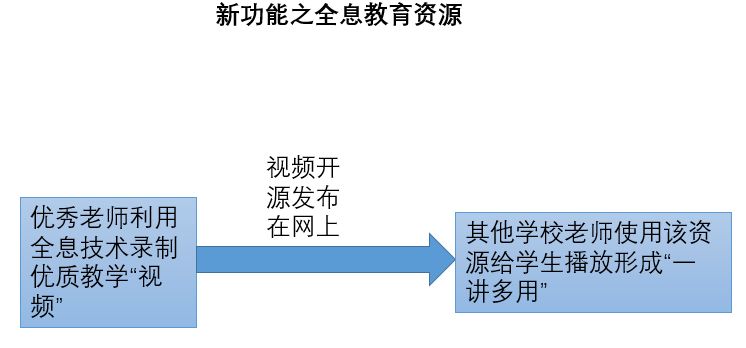 新功能之全息教育资源
视频开
源发布
在网上
优秀老师利用
全息技术录制
优质教学“视
频”
其他学校老师使用该资
源给学生播放形成“一
讲多用”